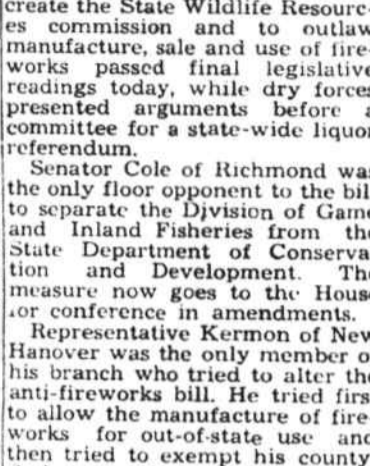 create the State Wildlife Resourc-
es commission and to outlaw
manufacture, sale and use of fire-
works passed final legislative
readings today, while dry forces
presented arguments before a
committee for a state-wide liquor
referendum.
Senator Cole of Richmond was
the only floor opponent to the bill
to separate the Division of Game
and Inland Fisheries from the
State Department of Conserva-
tion and Development. The
measure now goes to the House
for conference in amendments.
Representative Kermon of New
Hanover was the only member of
his branch who tried to alter the
anti-fireworks bill. He tried first
to allow the manufacture of fire-
works for out-of-state use and
then tried to exempt his county